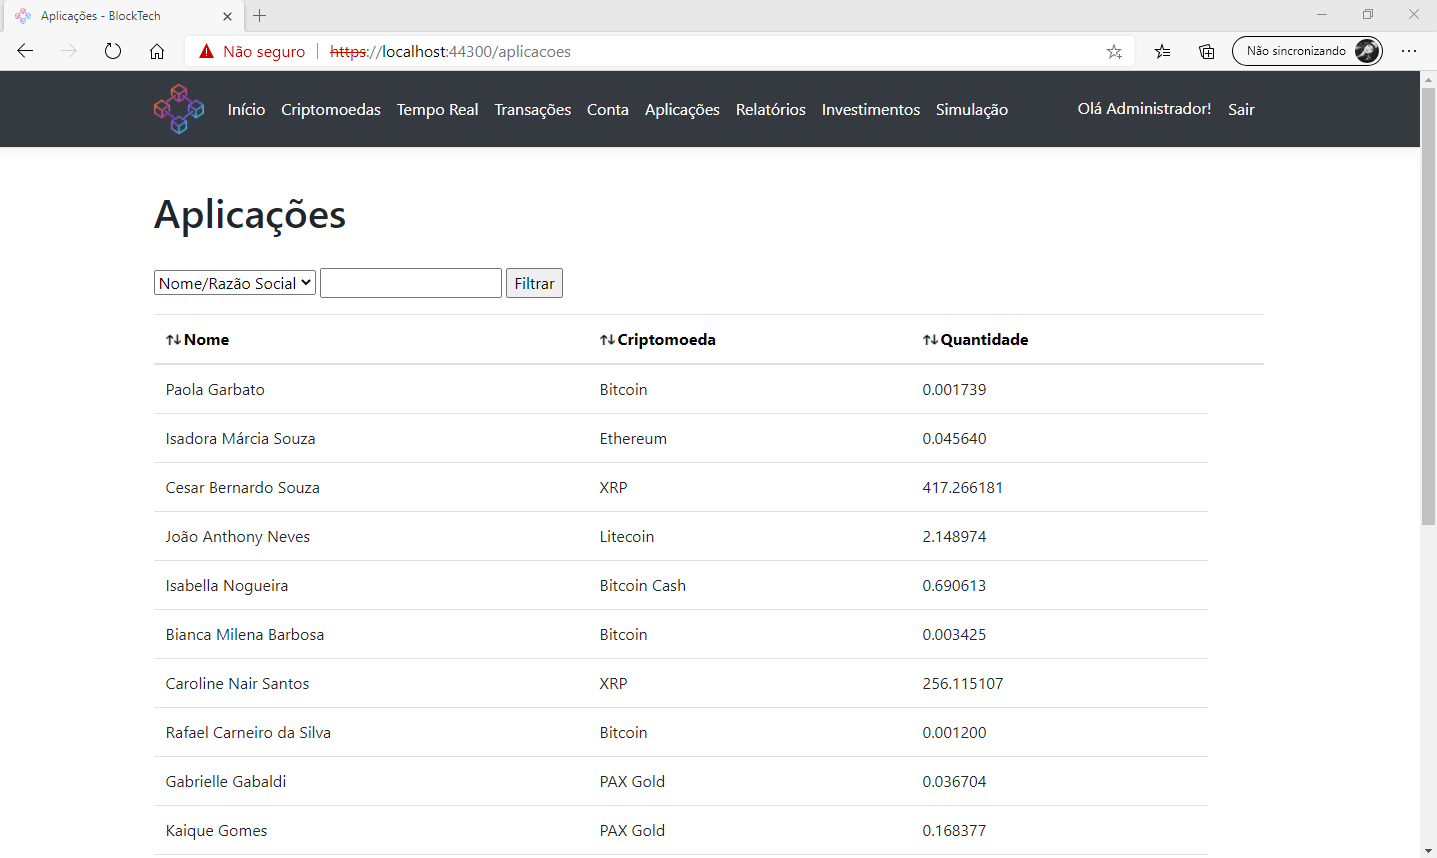 Aplicações - BlockTech
Não seguro https://localhost:44300/aplicacoes Não sincronizando
Início Criptomoedas Tempo Real Transações Conta Aplicações Relatórios Investimentos Simulação Olá Administrador! Sair
Aplicações
Nome/Razão Social Filtrar
Nome Criptomoeda Quantidade
Paola Garbato Bitcoin 0.001739
Isadora Márcia Souza Ethereum 0.045640
Cesar Bernardo Souza XRP 417.266181
João Anthony Neves Litecoin 2.148974
Isabella Nogueira Bitcoin Cash 0.690613
Bianca Milena Barbosa Bitcoin 0.003425
Caroline Nair Santos XRP 256.115107
Rafael Carneiro da Silva Bitcoin 0.001200
Gabrielle Gabaldi PAX Gold 0.036704
Kaique Gomes PAX Gold 0.168377